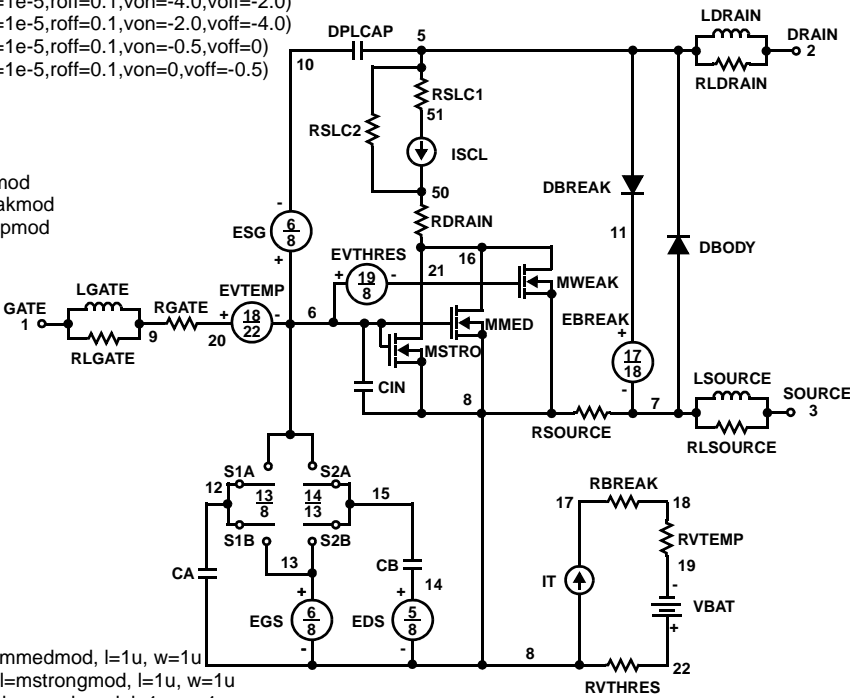 =1e-5,roff=0.1,von=-4.0,voff=-2.0)
=1e-5,roff=0.1,von=-2.0,voff=-4.0)
=1e-5,roff=0.1,von=-0.5,voff=0)
=1e-5,roff=0.1,von=0,voff=-0.5)
LDRAIN
DPLCAP 5 DRAIN
2
10
RLDRAIN
RSLC1
51
RSLC2
ISCL
50
mod
akmod
pmod
DBREAK
RDRAIN
ESG 6
8
- +
11
DBODY
EVTHRES
+ 19 -
8
16
21
MWEAK
LGATE
EVTEMP
GATE
1
RGATE
+ 18 -
22
6
MMED
EBREAK
+
9
20
RLGATE
MSTRO
17
18
-
CIN
LSOURCE
8
7
SOURCE
3
RSOURCE
RLSOURCE
S1A S2A
12
13
8
14
13
15
S1B S2B
RBREAK
17 18
RVTEMP
13
CA
CB
19
+ + 14
IT
-
VBAT
EGS 6
8
EDS 5
8
+
- -
8
22
RVTHRES
mmedmod, l=1u, w=1u
l=mstrongmod, l=1u, w=1u